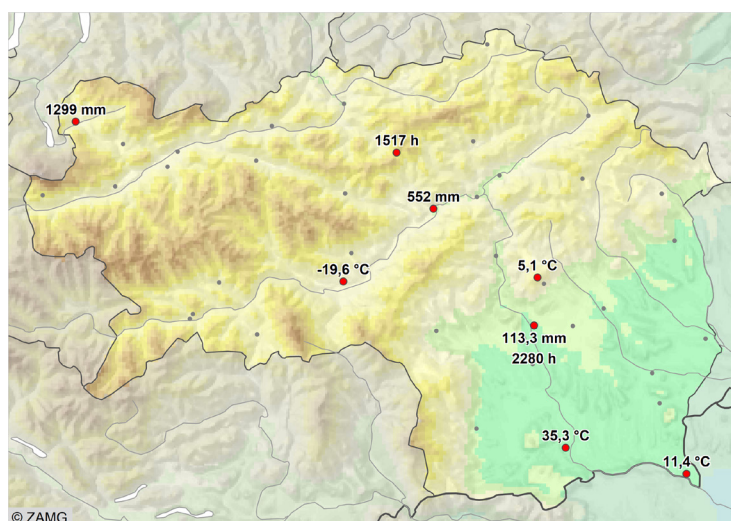 1299 mm
1517 h
552 mm
-19,6 °C
5,1 °C
113,3 mm
2280 h
35,3 °C
11,4 °C
© ZAMG